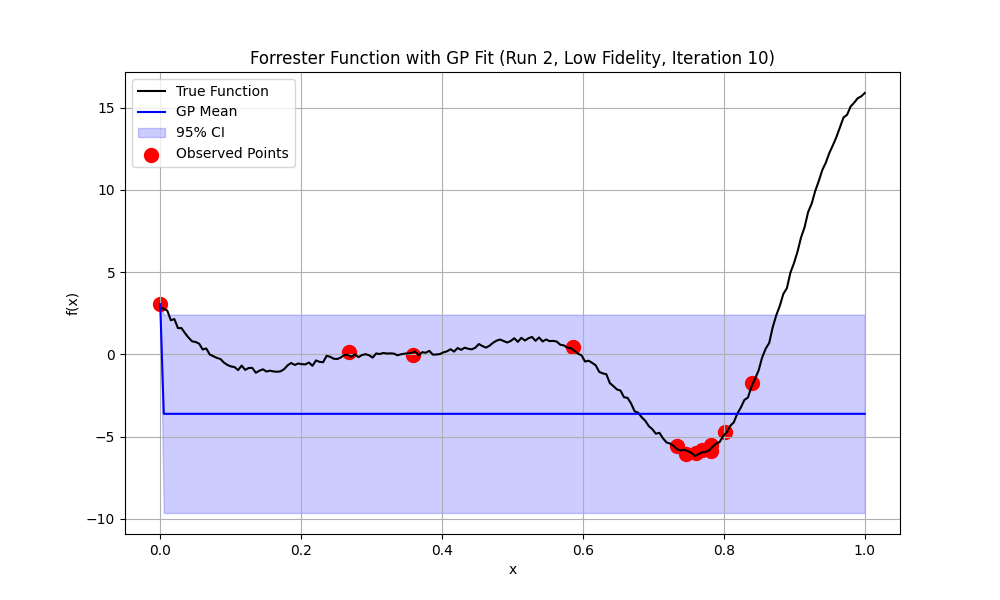 Forrester Function with GP Fit (Run 2, Low Fidelity, Iteration 10)
True Function
GP Mean
95% CI
Observed Points
f(x)
15
10
5
0
−5
−10
0.0
0.2
0.4
0.6
0.8
1.0
x